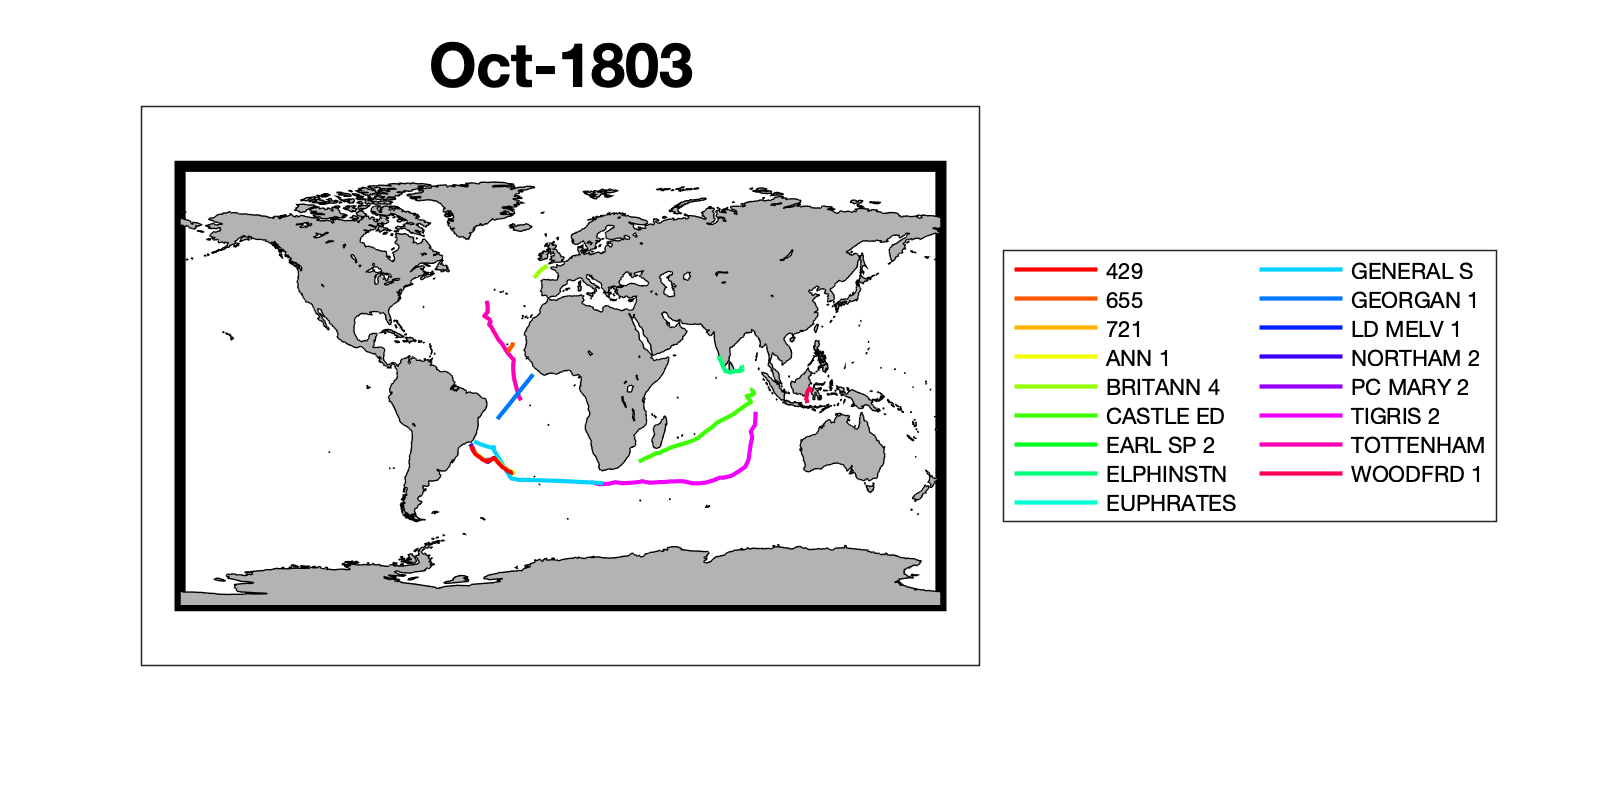 Oct-1803
429
655
721
ANN 1
BRITANN 4
CASTLE ED
EARL SP 2
ELPHINSTN
EUPHRATES
GENERAL S
GEORGAN 1
LD MELV 1
NORTHAM 2
PC MARY 2
TIGRIS 2
TOTTENHAM
WOODFRD 1